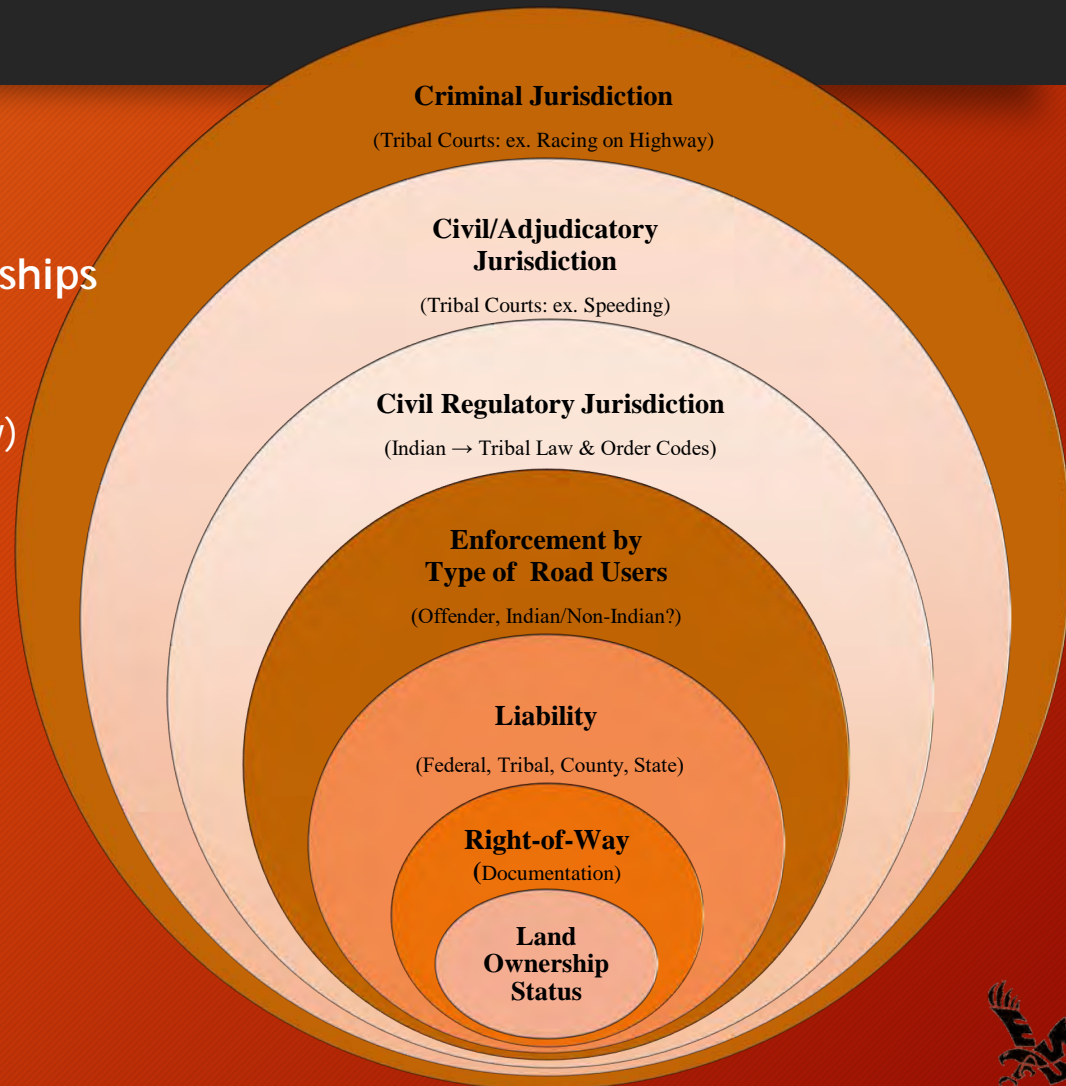 Criminal Jurisdiction
(Tribal Courts: ex. Racing on Highway)
Civil/Adjudicatory
Jurisdiction
(Tribal Courts: ex. Speeding)
Civil Regulatory Jurisdiction
(Indian → Tribal Law & Order Codes)
Enforcement by
Type of Road Users
(Offender, Indian/Non-Indian?)
Liability
(Federal, Tribal, County, State)
Right-of-Way
(Documentation)
Land
Ownership
Status